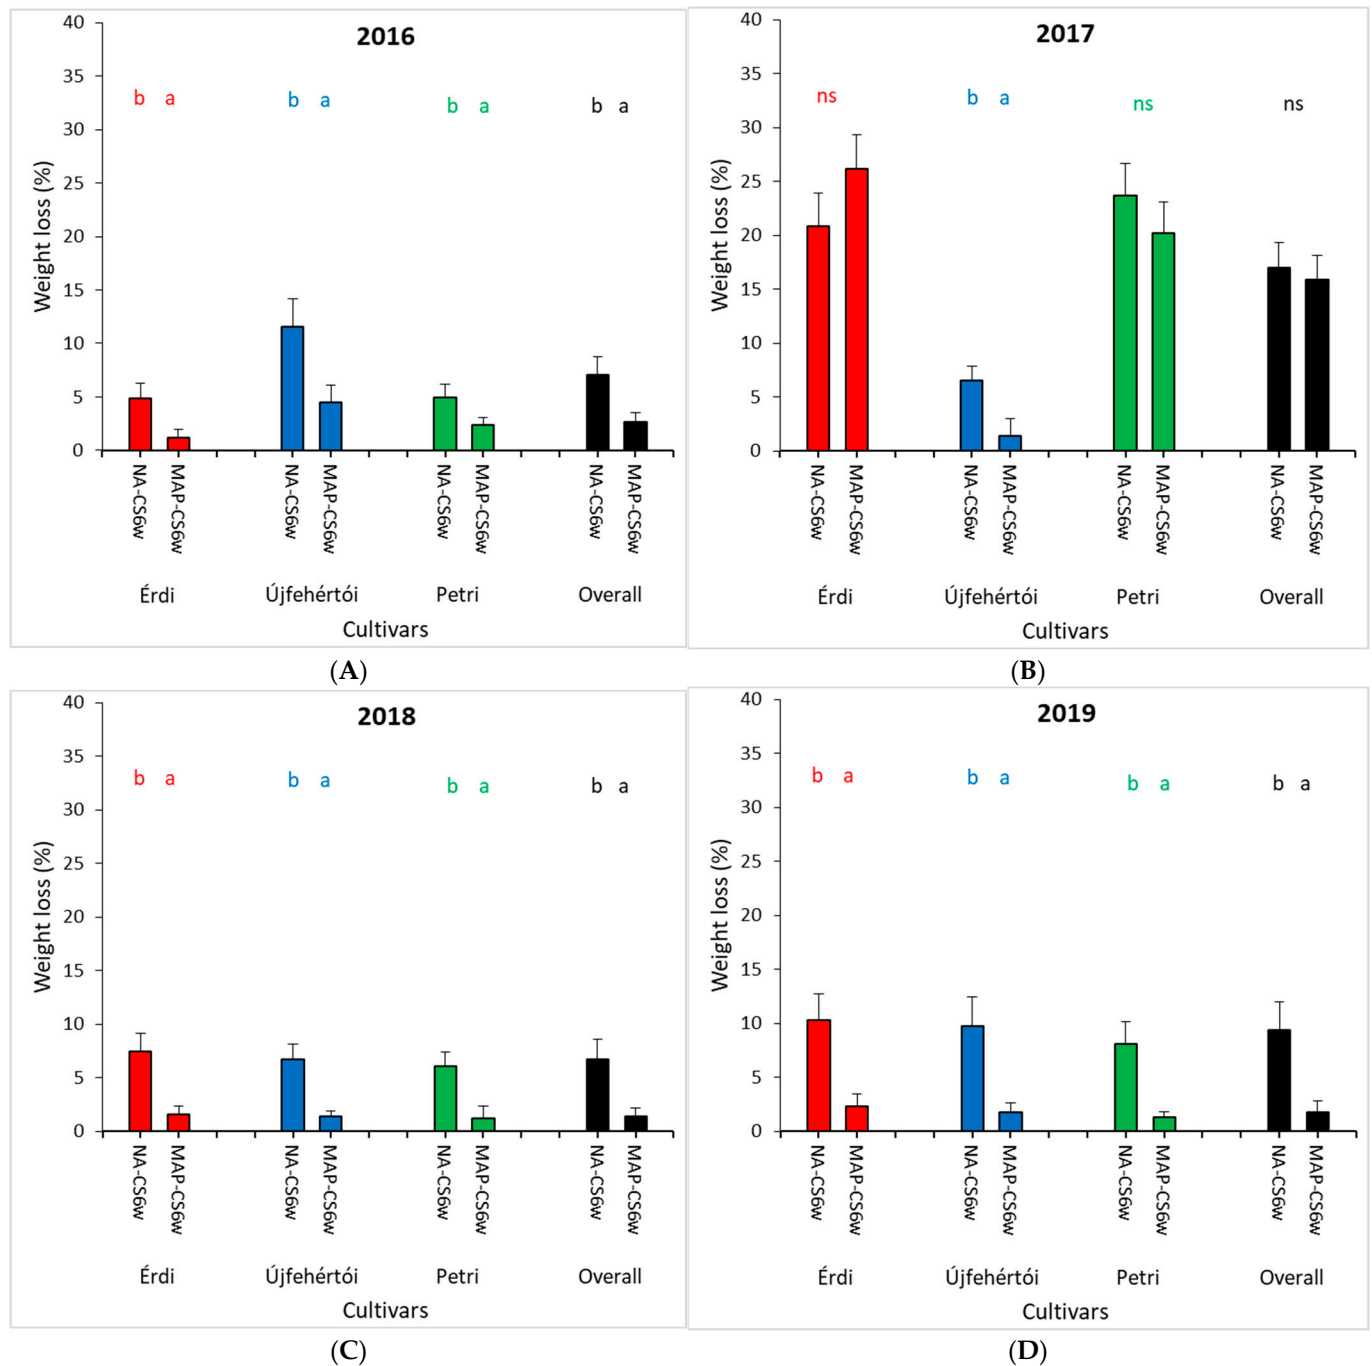 2016
40
35
30
25
20
15
10
5
0
Weight loss (%)
b a b a b a b a
NA-CS6w MAP-CS6w NA-CS6w MAP-CS6w NA-CS6w MAP-CS6w NA-CS6w MAP-CS6w
Érdi Újfehértói Petri Overall
Cultivars
(A)
2017
40
35
30
25
20
15
10
5
0
Weight loss (%)
ns b a ns ns
NA-CS6w MAP-CS6w NA-CS6w MAP-CS6w NA-CS6w MAP-CS6w NA-CS6w MAP-CS6w
Érdi Újfehértói Petri Overall
Cultivars
(B)
2018
40
35
30
25
20
15
10
5
0
Weight loss (%)
b a b a b a b a
NA-CS6w MAP-CS6w NA-CS6w MAP-CS6w NA-CS6w MAP-CS6w NA-CS6w MAP-CS6w
Érdi Újfehértói Petri Overall
Cultivars
(C)
2019
40
35
30
25
20
15
10
5
0
Weight loss (%)
b a b a b a b a
NA-CS6w MAP-CS6w NA-CS6w MAP-CS6w NA-CS6w MAP-CS6w NA-CS6w MAP-CS6w
Érdi Újfehértói Petri Overall
Cultivars
(D)